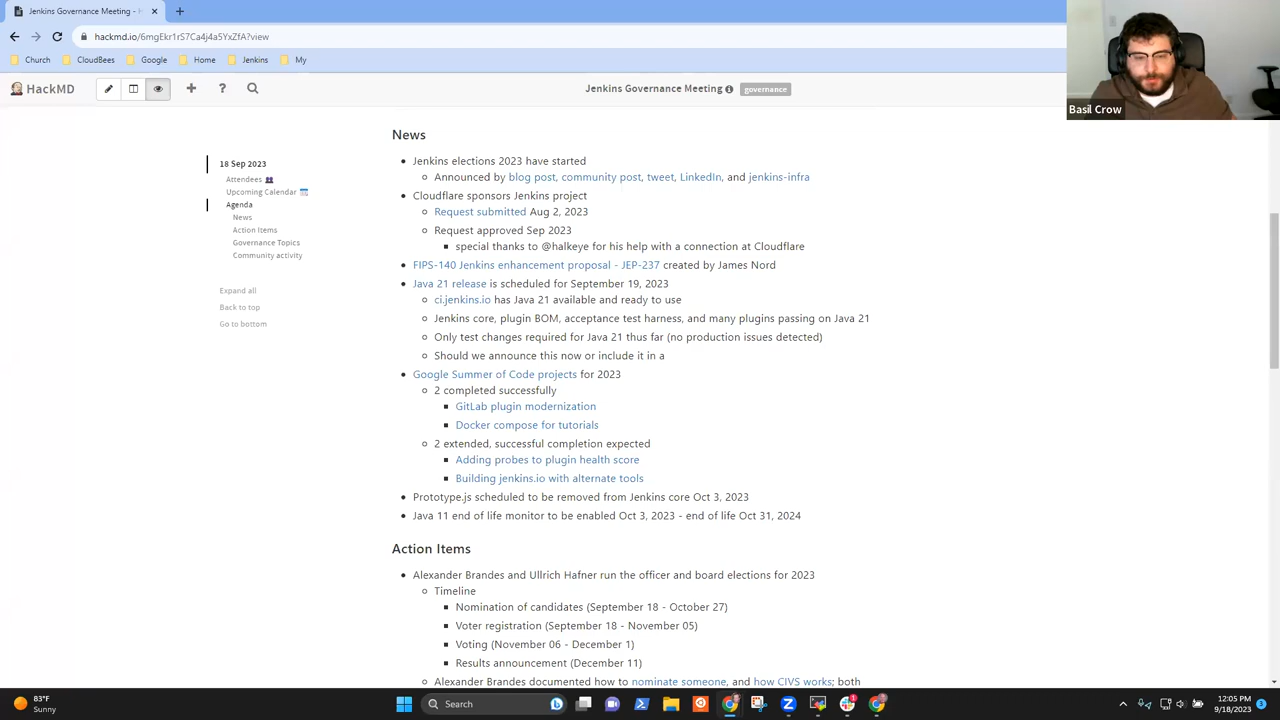 Jenkins Governance Meeting - H
hackmd.io/6mgEkr1rS7Ca4j4a5YxZfA?view
Church
CloudBees
Google
Home
Jenkins
My
HackMD
Jenkins Governance Meeting
governance
Basil Crow
18 Sep 2023
Attendees
Upcoming Calendar
Agenda
News
Action Items
Governance Topics
Community activity
Expand all
Back to top
Go to bottom
News
Jenkins elections 2023 have started
Announced by blog post, community post, tweet, LinkedIn, and jenkins-infra
Cloudflare sponsors Jenkins project
Request submitted Aug 2, 2023
Request approved Sep 2023
special thanks to @halkeye for his help with a connection at Cloudflare
FIPS-140 Jenkins enhancement proposal - JEP-237 created by James Nord
Java 21 release is scheduled for September 19, 2023
ci.jenkins.io has Java 21 available and ready to use
Jenkins core, plugin BOM, acceptance test harness, and many plugins passing on Java 21
Only test changes required for Java 21 thus far (no production issues detected)
Should we announce this now or include it in a
Google Summer of Code projects for 2023
2 completed successfully
GitLab plugin modernization
Docker compose for tutorials
2 extended, successful completion expected
Adding probes to plugin health score
Building jenkins.io with alternate tools
Prototype.js scheduled to be removed from Jenkins core Oct 3, 2023
Java 11 end of life monitor to be enabled Oct 3, 2023 - end of life Oct 31, 2024
Action Items
Alexander Brandes and Ullrich Hafner run the officer and board elections for 2023
Timeline
Nomination of candidates (September 18 - October 27)
Voter registration (September 18 - November 05)
Voting (November 06 - December 1)
Results announcement (December 11)
Alexander Brandes documented how to nominate someone, and how CIVS works; both
83°F
Sunny
Search
12:05 PM
9/18/2023